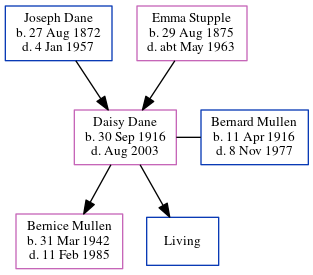 Joseph Dane
b. 27 Aug 1872
d. 4 Jan 1957
Emma Stupple
b. 29 Aug 1875
d. abt May 1963
Daisy Dane
b. 30 Sep 1916
d. Aug 2003
Bernard Mullen
b. 11 Apr 1916
d. 8 Nov 1977
Bernice Mullen
b. 31 Mar 1942
d. 11 Feb 1985
Living